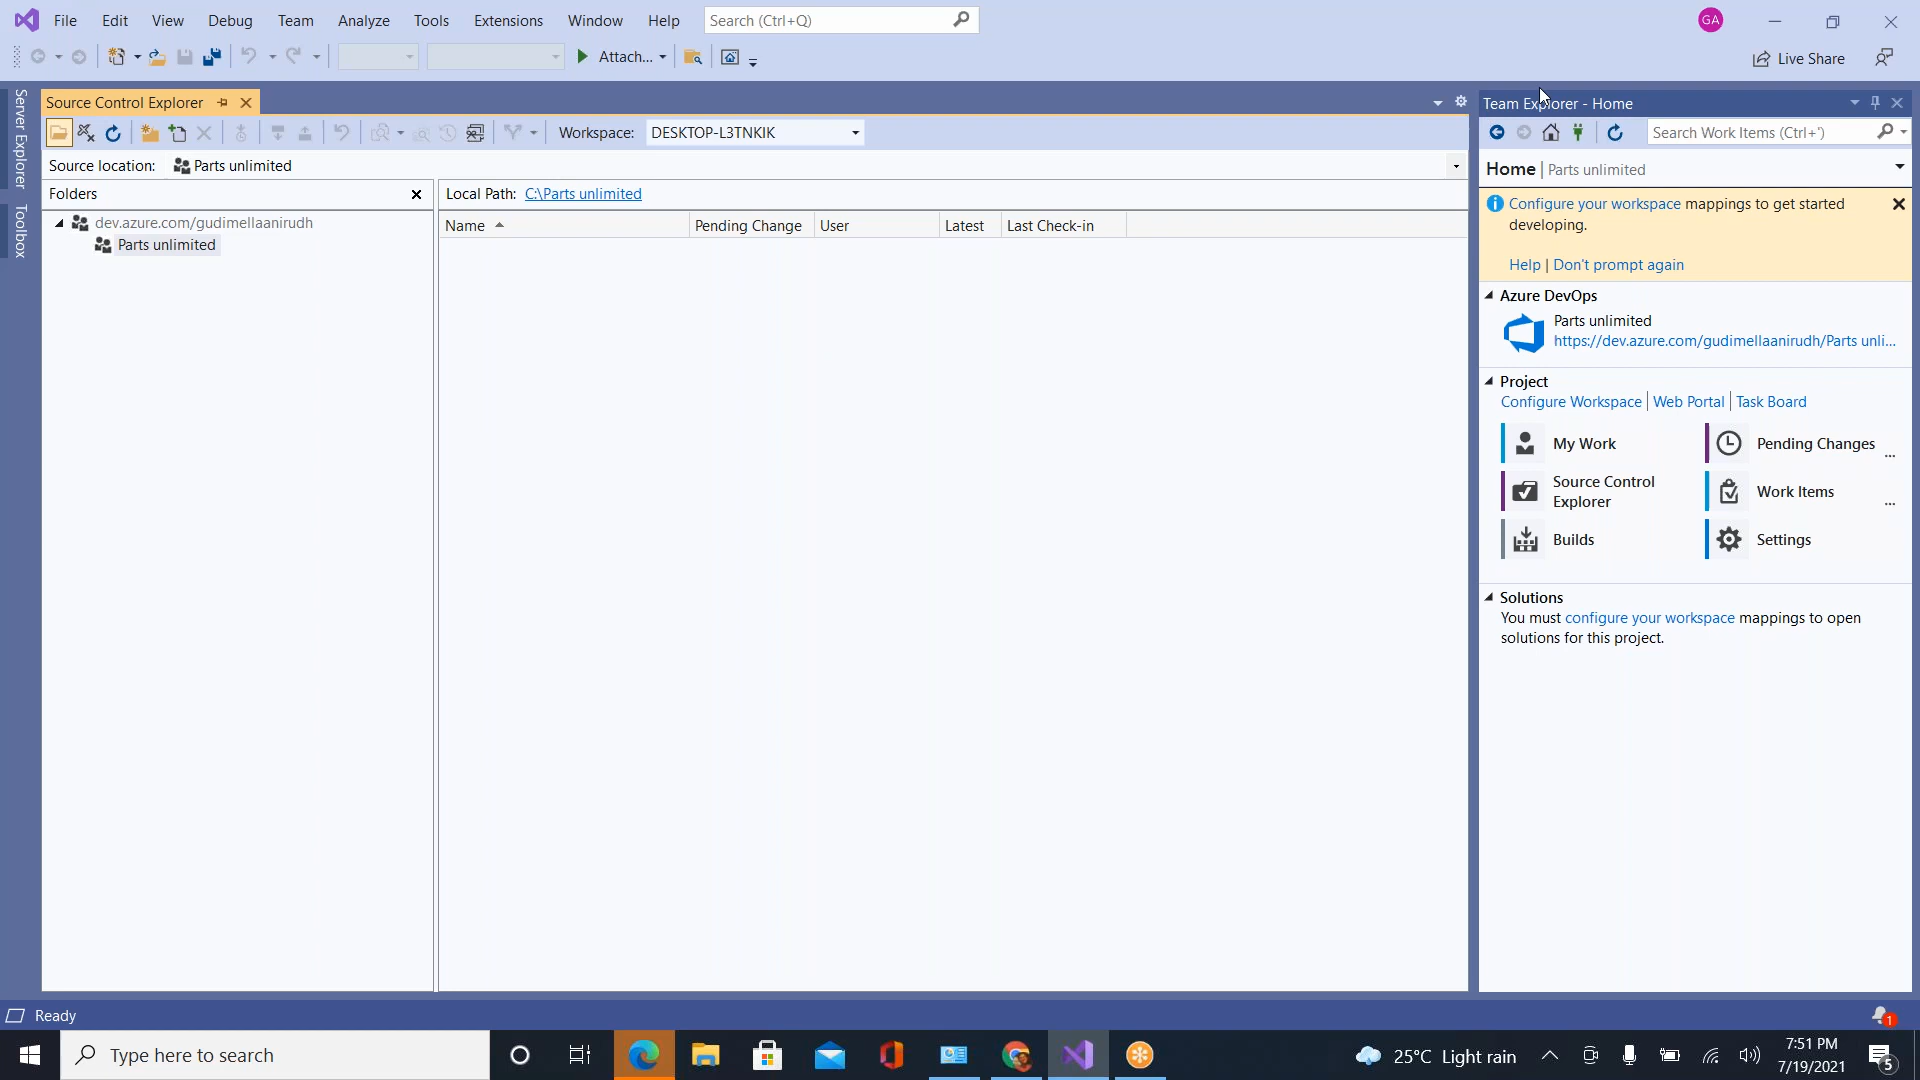 File Edit View Debug Team Analyze Tools Extensions Window Help Search (Ctrl+Q) GA
Attach... Live Share
Server Explorer
Toolbox
Source Control Explorer
Workspace: DESKTOP-L3TNKIK
Source location: Parts unlimited
Folders
dev.azure.com/gudimellaanirudh
Parts unlimited
Local Path: C:\Parts unlimited
Name Pending Change User Latest Last Check-in
Team Explorer - Home
Search Work Items (Ctrl+')
Home | Parts unlimited
Configure your workspace mappings to get started
developing.
Help | Don't prompt again
Azure DevOps
Parts unlimited
https://dev.azure.com/gudimellaanirudh/Parts unli...
Project
Configure Workspace | Web Portal | Task Board
My Work Pending Changes ...
Source Control
Explorer
Work Items ...
Builds Settings
Solutions
You must configure your workspace mappings to open
solutions for this project.
Ready 1
Type here to search
25°C Light rain
7:51 PM
7/19/2021
5